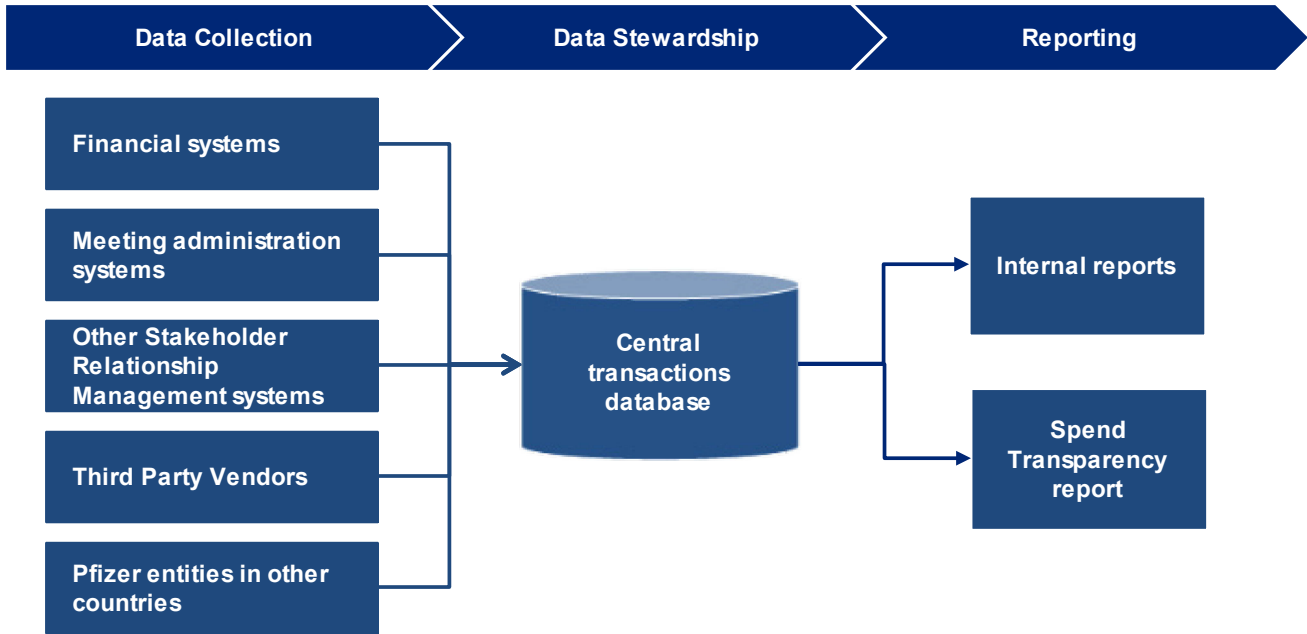 Data Collection
Data Stewardship
Reporting
Financial systems
Meeting administration
systems
Other Stakeholder
Relationship
Management systems
Third Party Vendors
Pfizer entities in other
countries
Central
transactions
database
Internal reports
Spend
Transparency
report